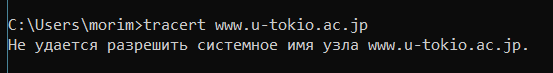 C:\Users\morim>tracert www.u-tokio.ac.jp
Не удается разрешить системное имя узла www.u-tokio.ac.jp.